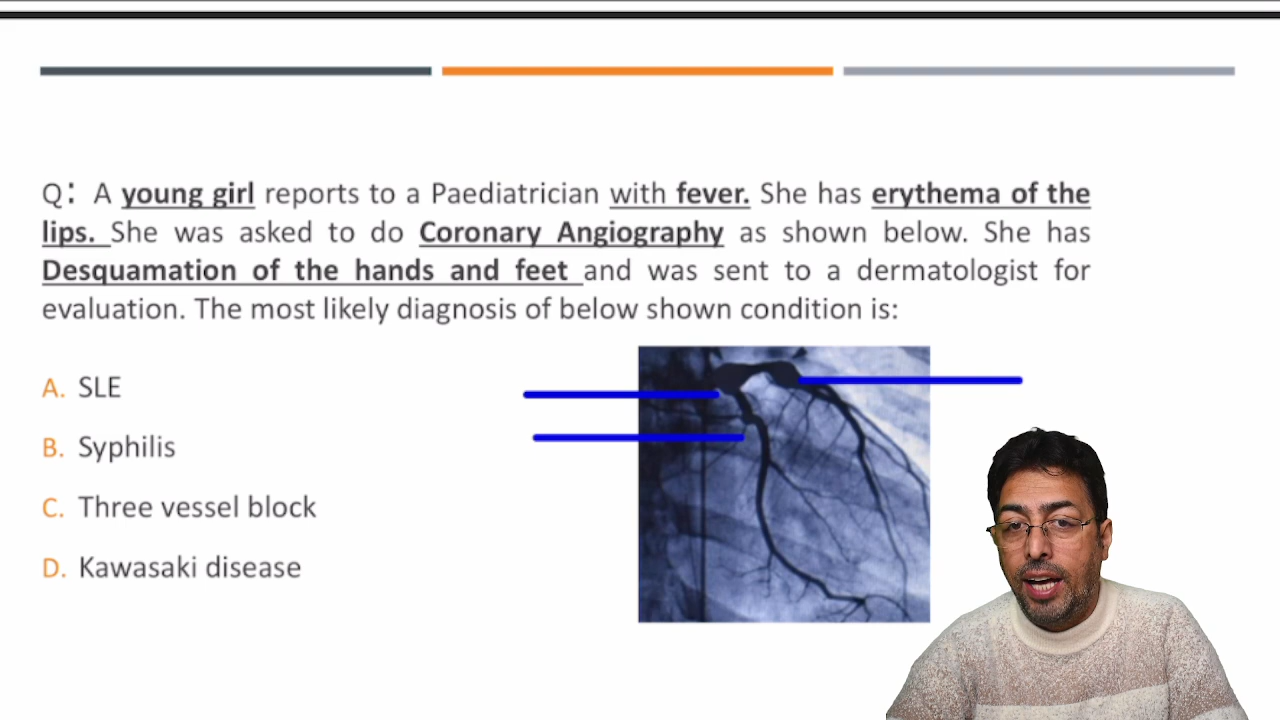 Q: A young girl reports to a Paediatrician with fever. She has erythema of the
lips. She was asked to do Coronary Angiography as shown below. She has
Desquamation of the hands and feet and was sent to a dermatologist for
evaluation. The most likely diagnosis of below shown condition is:
A. SLE
B. Syphilis
C. Three vessel block
D. Kawasaki disease